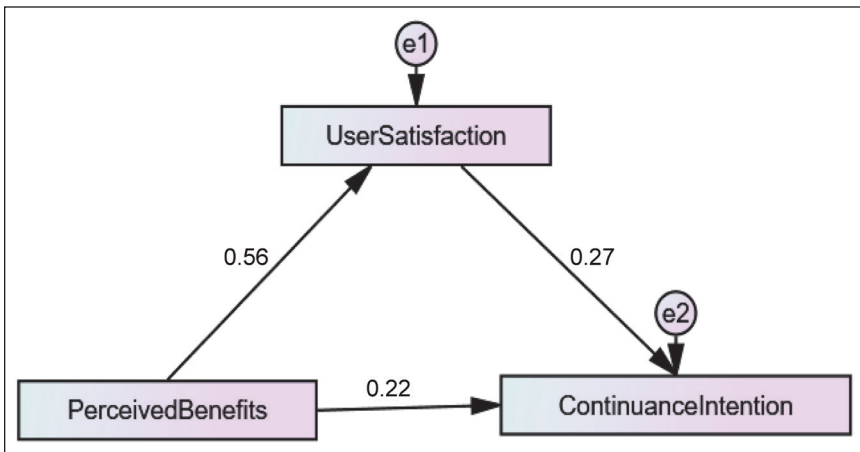 e1
UserSatisfaction
0.56
0.27
e2
0.22
PerceivedBenefits
ContinuanceIntention